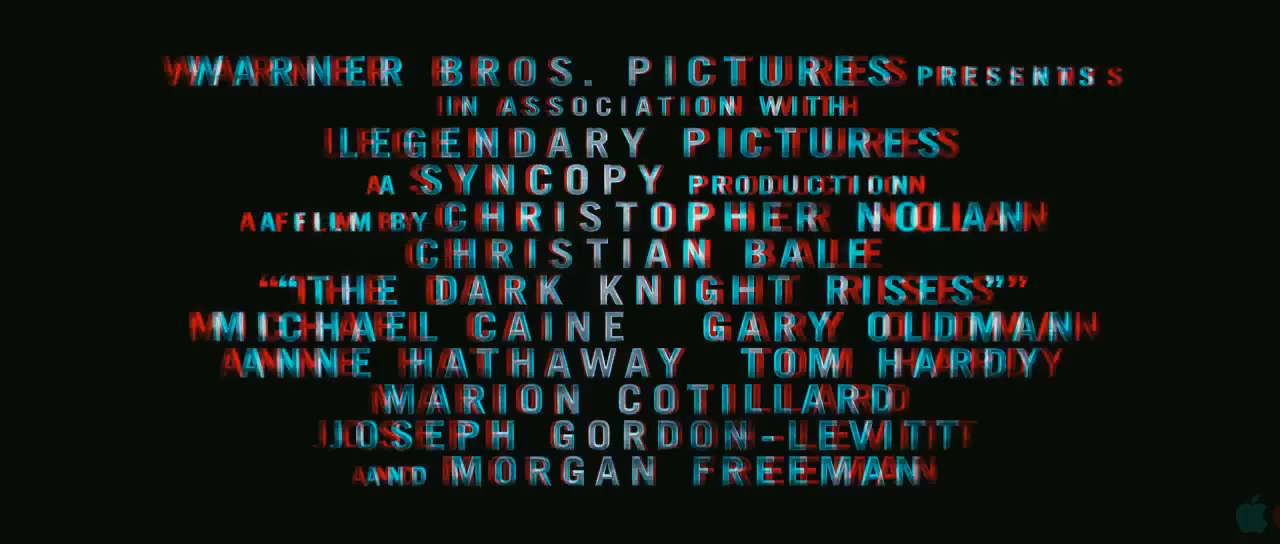 WARNER BROS. PICTURES PRESENTS
IN ASSOCIATION WITH
LEGENDARY PICTURES
A SYNCOPY PRODUCTION
A FILM BY CHRISTOPHER NOLAN
CHRISTIAN BALE
"THE DARK KNIGHT RISES"
MICHAEL CAINE GARY OLDMAN
ANNE HATHAWAY TOM HARDY
MARION COTILLARD
JOSEPH GORDON-LEVITT
AND MORGAN FREEMAN